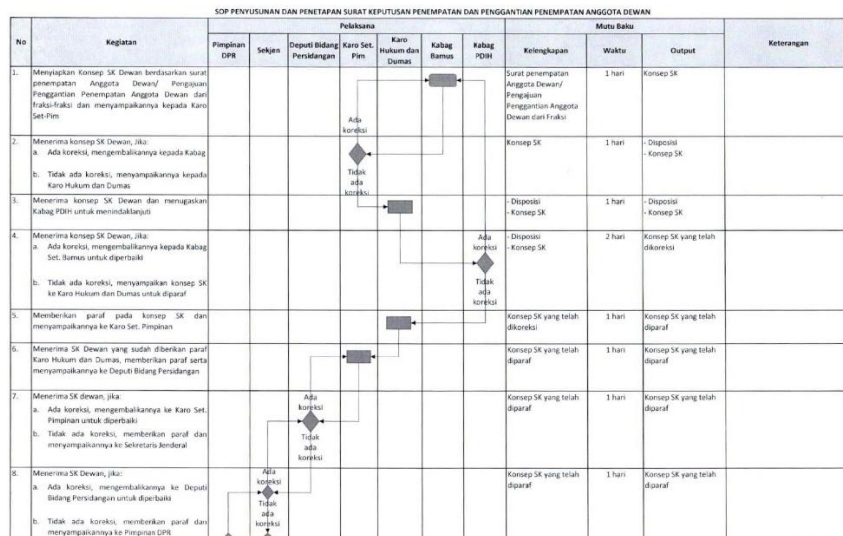 SOP PENYUSUNAN DAN PENETAPAN SURAT KEPUTUSAN PENEMPATAN DAN PENGGANTIAN PENEMPATAN ANGGOTA DEWAN
No
Kegiatan
Pelaksana
Mutu Baku
Keterangan
Pimpinan DPR
Sekjen
Deputi Bidang Persidangan
Karo Set. Pim
Karo Hukum dan Dumas
Kabag Bamus
Kabag PDIH
Kelengkapan
Waktu
Output
1.
Menyiapkan Konsep SK Dewan berdasarkan surat
penempatan Anggota Dewan/ Pengajuan
Penggantian Penempatan Anggota Dewan dari
fraksi-fraksi dan menyampaikannya kepada Karo
Set-Pim
Ada
koreksi
Surat penempatan
Anggota Dewan/
Pengajuan
Penggantian Anggota
Dewan dari Fraksi
1 hari
Konsep SK
2.
Menerima konsep SK Dewan, Jika:
a. Ada koreksi, mengembalikannya kepada Kabag
b. Tidak ada koreksi, menyampaikannya kepada
Karo Hukum dan Dumas
Tidak
ada
koreksi
Konsep SK
1 hari
- Disposisi
- Konsep SK
3.
Menerima konsep SK Dewan dan menugaskan
Kabag PDIH untuk menindaklanjuti
- Disposisi
- Konsep SK
1 hari
- Disposisi
- Konsep SK
4.
Menerima konsep SK Dewan, Jika:
a. Ada koreksi, mengembalikannya kepada Kabag
Set. Bamus untuk diperbaiki
b. Tidak ada koreksi, menyampaikan konsep SK
ke Karo Hukum dan Dumas untuk diparaf
Ada
koreksi
Tidak
ada
koreksi
- Disposisi
- Konsep SK
2 hari
Konsep SK yang telah
dikoreksi
5.
Memberikan paraf pada konsep SK dan
menyampaikannya ke Karo Set. Pimpinan
Konsep SK yang telah
dikoreksi
1 hari
Konsep SK yang telah
diparaf
6.
Menerima SK Dewan yang sudah diberikan paraf
Karo Hukum dan Dumas, memberikan paraf serta
menyampaikannya ke Deputi Bidang Persidangan
Konsep SK yang telah
diparaf
1 hari
Konsep SK yang telah
diparaf
7.
Menerima SK dewan, jika:
a. Ada koreksi, mengembalikannya ke Karo Set.
Pimpinan untuk diperbaiki
b. Tidak ada koreksi, memberikan paraf dan
menyampaikannya ke Sekretaris Jenderal
Ada
koreksi
Tidak
ada
koreksi
Konsep SK yang telah
diparaf
1 hari
Konsep SK yang telah
diparaf
8.
Menerima SK Dewan, jika:
a. Ada koreksi, mengembalikannya ke Deputi
Bidang Persidangan untuk diperbaiki
b. Tidak ada koreksi, memberikan paraf dan
menyampaikannya ke Pimpinan DPR
Ada
koreksi
Tidak
ada
koreksi
Konsep SK yang telah
diparaf
1 hari
Konsep SK yang telah
diparaf